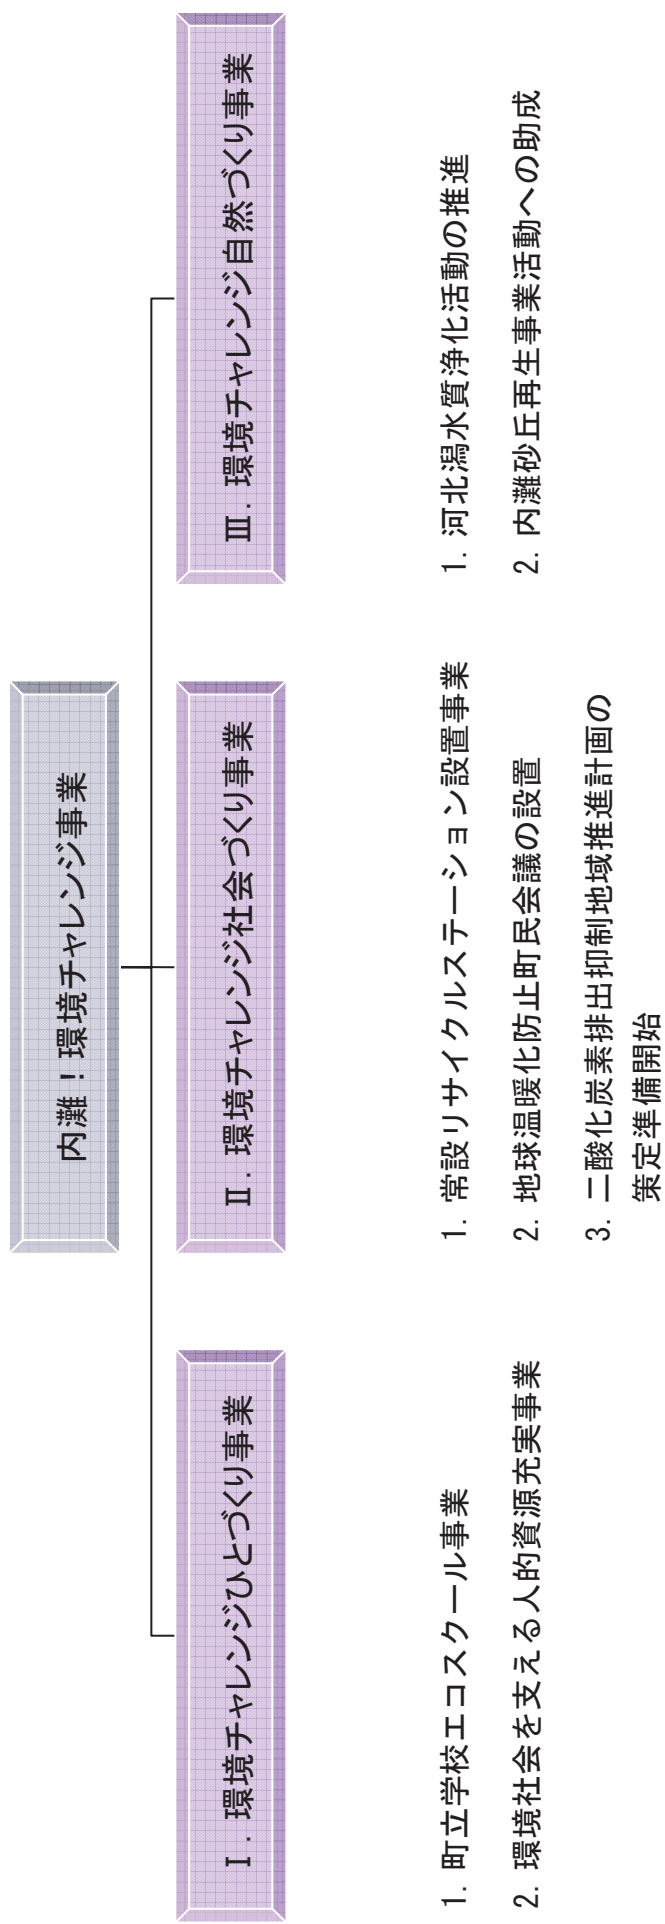 内灘！環境チャレンジ事業
Ⅰ. 環境チャレンジひとづくり事業
1. 町立学校エコスクール事業
2. 環境社会を支える人的資源充実事業
Ⅱ. 環境チャレンジ社会づくり事業
1. 常設リサイクルステーション設置事業
2. 地球温暖化防止町民会議の設置
3. 二酸化炭素排出抑制地域推進計画の
策定準備開始
Ⅲ. 環境チャレンジ自然づくり事業
1. 河北潟水質浄化活動の推進
2. 内灘砂丘再生事業活動への助成